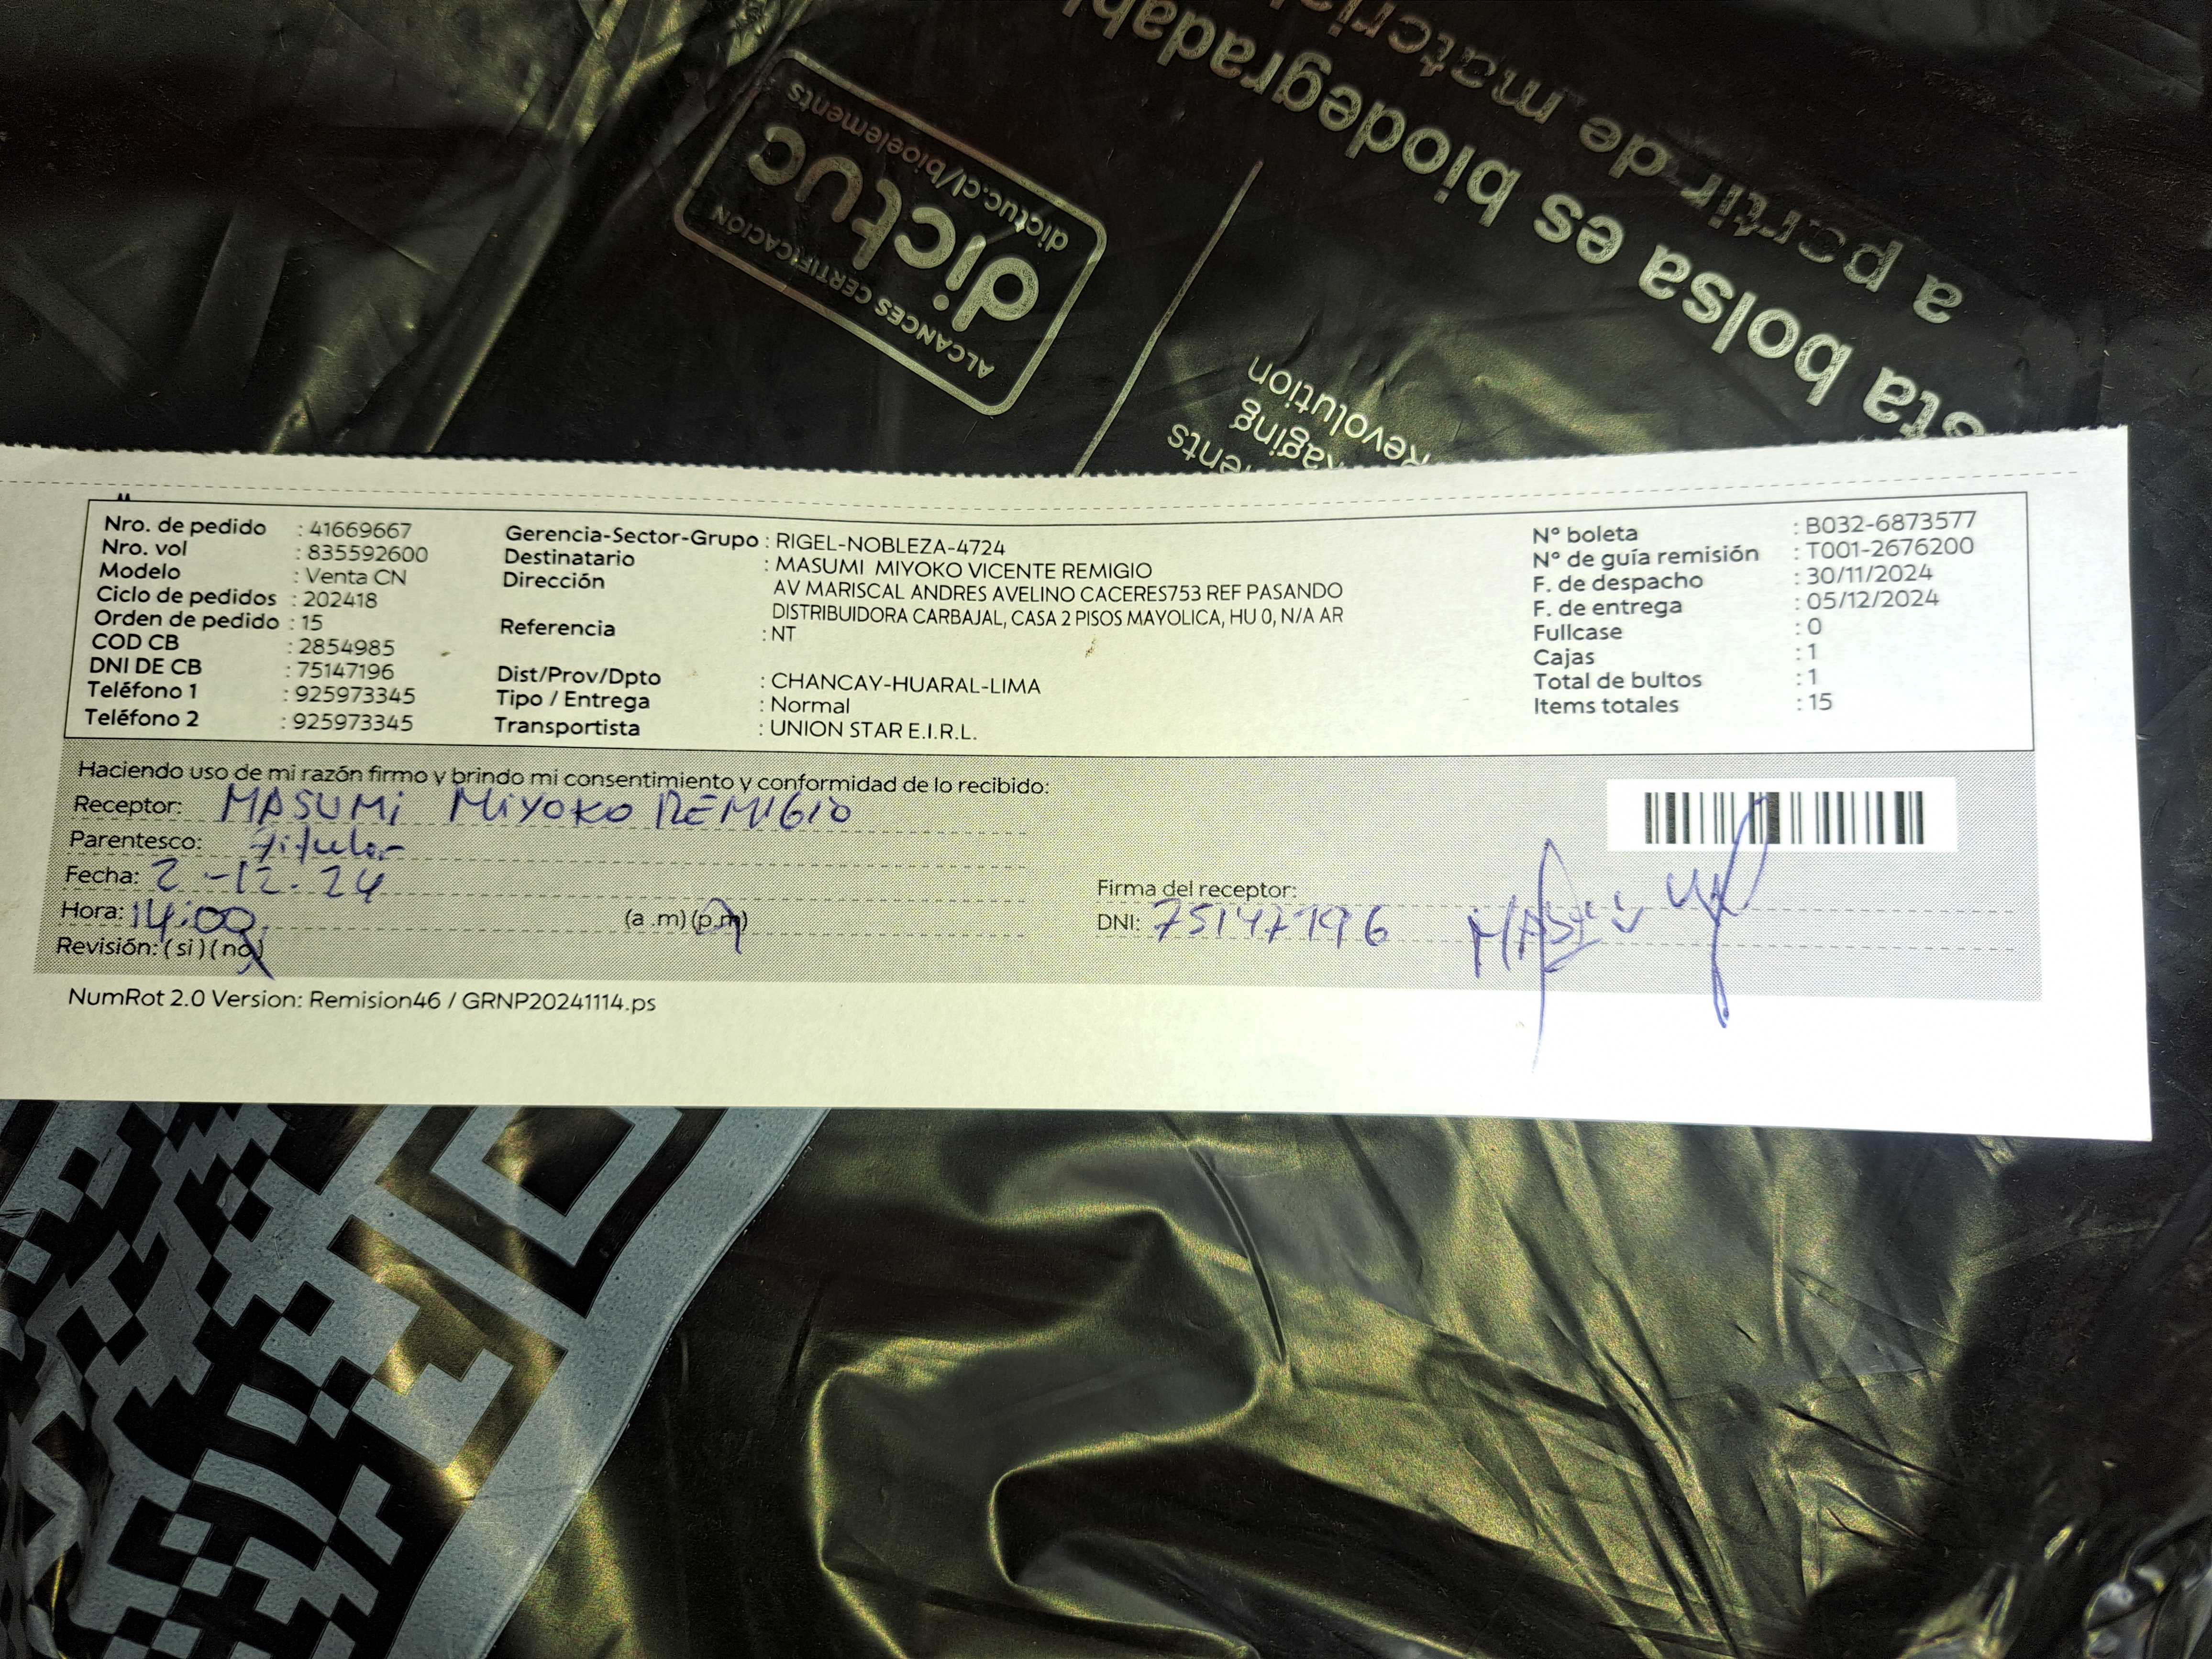 sta bolsa es biodegradabl
a partir de material
ALCANCES CERTIFICACIÓN
dictuc
dictuc.cl/bioelements
Revolution
Nro. de pedido : 41669667
Nro. vol : 835592600
Modelo : Venta CN
Ciclo de pedidos : 202418
Orden de pedido : 15
COD CB : 2854985
DNI DE CB : 75147196
Teléfono 1 : 925973345
Teléfono 2 : 925973345
Gerencia-Sector-Grupo : RIGEL-NOBLEZA-4724
Destinatario : MASUMI MIYOKO VICENTE REMIGIO
Dirección AV MARISCAL ANDRES AVELINO CACERES753 REF PASANDO
DISTRIBUIDORA CARBAJAL, CASA 2 PISOS MAYOLICA, HU 0, N/A AR
Referencia : NT
Dist/Prov/Dpto : CHANCAY-HUARAL-LIMA
Tipo / Entrega : Normal
Transportista : UNION STAR E.I.R.L.
N° boleta : B032-6873577
N° de guía remisión : T001-2676200
F. de despacho : 30/11/2024
F. de entrega : 05/12/2024
Fullcase : 0
Cajas : 1
Total de bultos : 1
Items totales : 15
Haciendo uso de mi razón firmo y brindo mi consentimiento y conformidad de lo recibido:
Receptor: MASUMi MiYOKO REMIGIO
Parentesco: titular
Fecha: 2-12-24
Hora: 14:00 (a .m) (p.m)
Revisión: ( si ) ( no )
Firma del receptor:
DNI: 75147196
NumRot 2.0 Version: Remision46 / GRNP20241114.ps